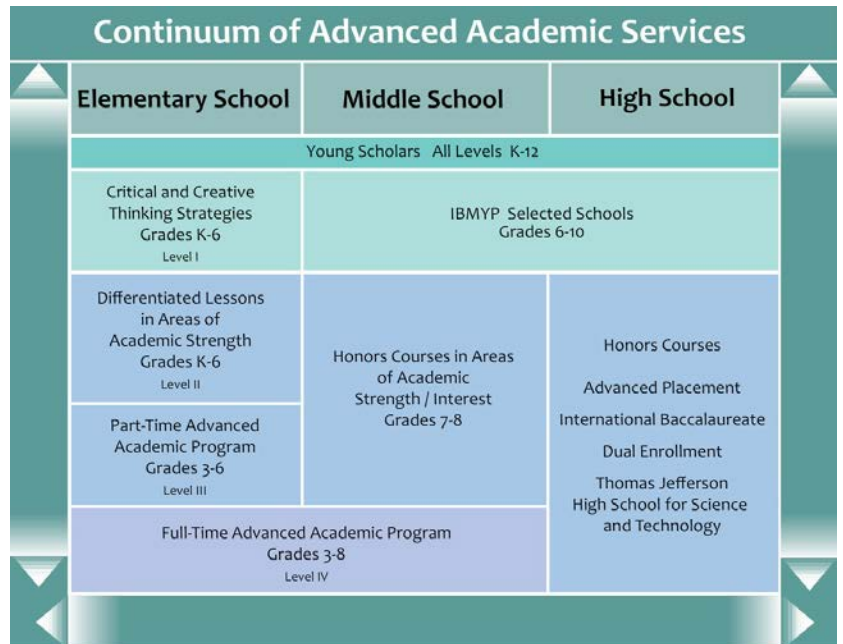 Continuum of Advanced Academic Services
Elementary School
Middle School
High School
Young Scholars All Levels K-12
Critical and Creative
Thinking Strategies
Grades K-6
Level I
IBMYP Selected Schools
Grades 6-10
Differentiated Lessons
in Areas of
Academic Strength
Grades K-6
Level II
Honors Courses in Areas
of Academic
Strength / Interest
Grades 7-8
Honors Courses
Advanced Placement
International Baccalaureate
Dual Enrollment
Thomas Jefferson
High School for Science
and Technology
Part-Time Advanced
Academic Program
Grades 3-6
Level III
Full-Time Advanced Academic Program
Grades 3-8
Level IV